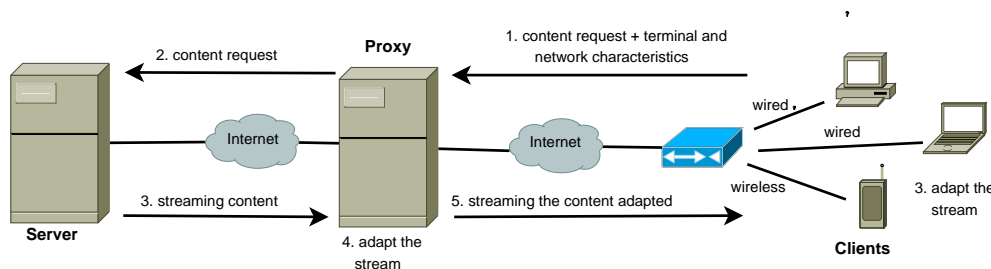 1. content request + terminal and
network characteristics
Proxy
2. content request
Internet
Internet
wired
wired
wireless
3. streaming content
5. streaming the content adapted
4. adapt the
stream
3. adapt the
stream
Server
Clients